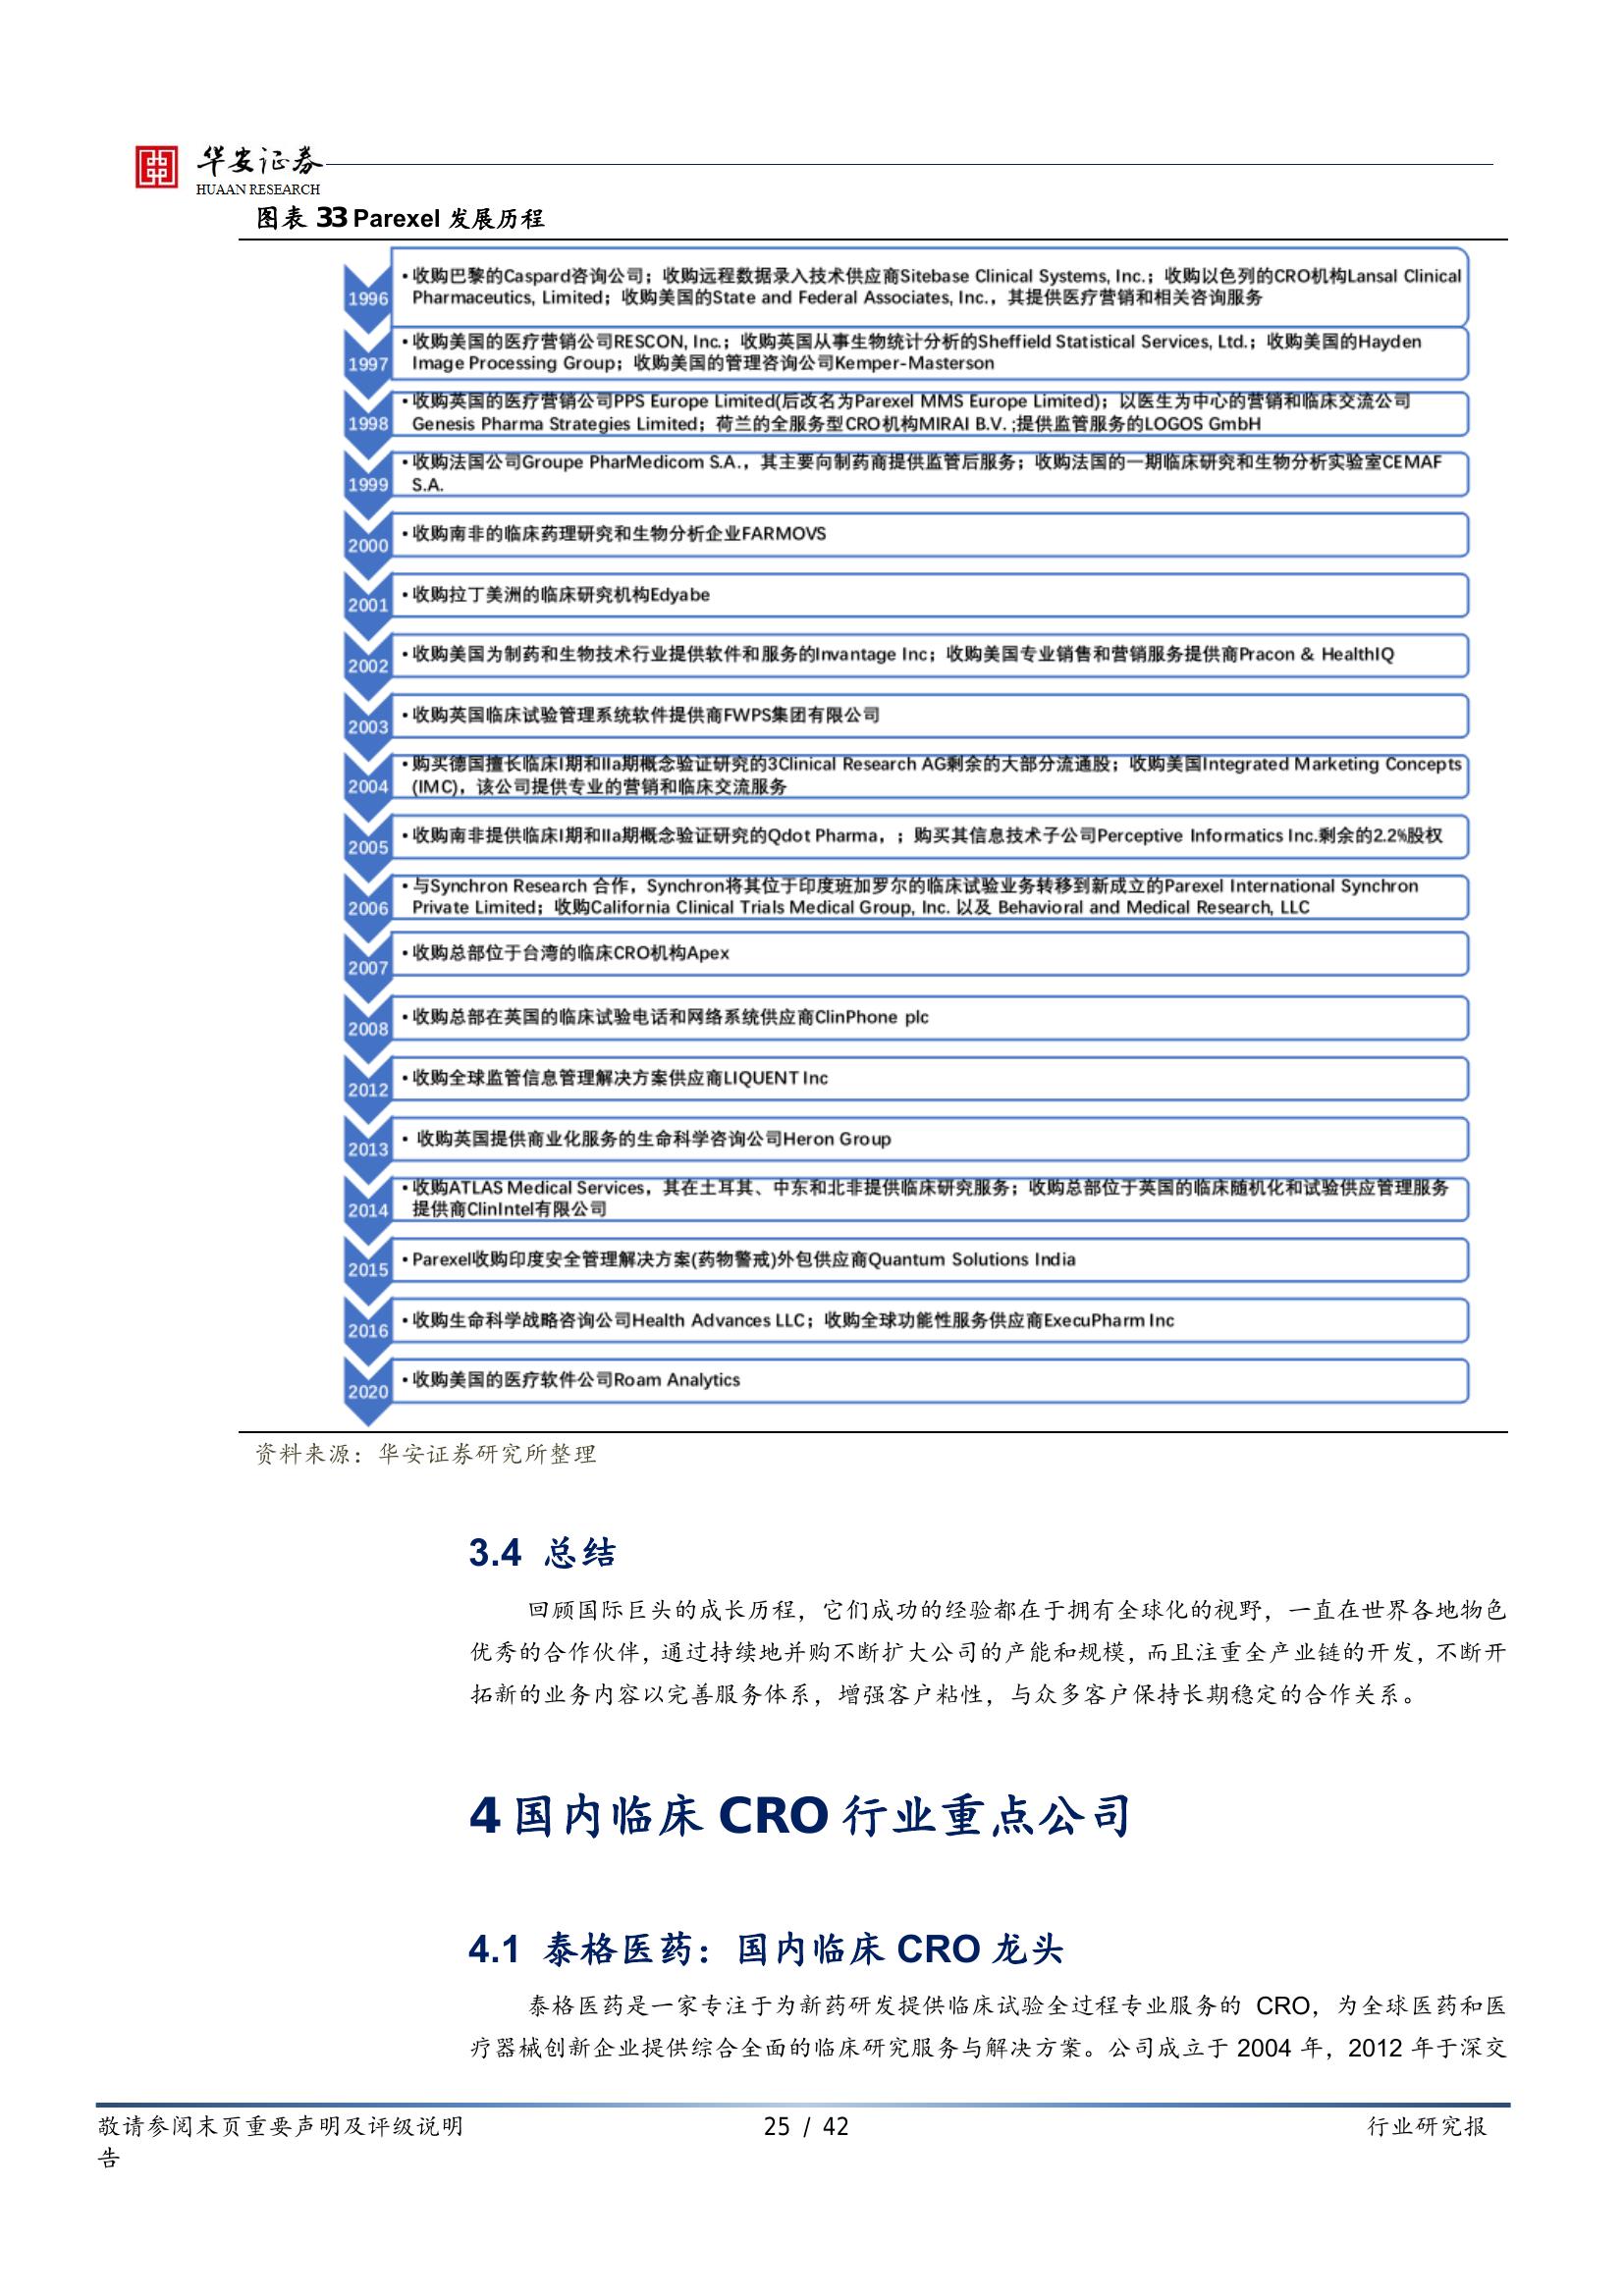 华安证券
HUAAN RESEARCH
图表 33 Parexel 发展历程
1996
• 收购巴黎的Caspard咨询公司；收购远程数据录入技术供应商Sitebase Clinical Systems, Inc.；收购以色列的CRO机构Lansal Clinical
Pharmaceutics, Limited；收购美国的State and Federal Associates, Inc.，其提供医疗营销和相关咨询服务
1997
• 收购美国的医疗营销公司RESCON, Inc.；收购英国从事生物统计分析的Sheffield Statistical Services, Ltd.；收购美国的Hayden
Image Processing Group；收购美国的管理咨询公司Kemper-Masterson
1998
• 收购英国的医疗营销公司PPS Europe Limited(后改名为Parexel MMS Europe Limited)；以医生为中心的营销和临床交流公司
Genesis Pharma Strategies Limited；荷兰的全服务型CRO机构MIRAI B.V. ;提供监管服务的LOGOS GmbH
1999
• 收购法国公司Groupe PharMedicom S.A.，其主要向制药商提供监管后服务；收购法国的一期临床研究和生物分析实验室CEMAF
S.A.
2000
• 收购南非的临床药理研究和生物分析企业FARMOVS
2001
• 收购拉丁美洲的临床研究机构Edyabe
2002
• 收购美国为制药和生物技术行业提供软件和服务的Invantage Inc；收购美国专业销售和营销服务提供商Pracon & HealthIQ
2003
• 收购英国临床试验管理系统软件提供商FWPS集团有限公司
2004
• 购买德国擅长临床I期和IIa期概念验证研究的3Clinical Research AG剩余的大部分流通股；收购美国Integrated Marketing Concepts
(IMC)，该公司提供专业的营销和临床交流服务
2005
• 收购南非提供临床I期和IIa期概念验证研究的Qdot Pharma，；购买其信息技术子公司Perceptive Informatics Inc.剩余的2.2%股权
2006
• 与Synchron Research 合作，Synchron将其位于印度班加罗尔的临床试验业务转移到新成立的Parexel International Synchron
Private Limited；收购California Clinical Trials Medical Group, Inc. 以及 Behavioral and Medical Research, LLC
2007
• 收购总部位于台湾的临床CRO机构Apex
2008
• 收购总部在英国的临床试验电话和网络系统供应商ClinPhone plc
2012
• 收购全球监管信息管理解决方案供应商LIQUENT Inc
2013
• 收购英国提供商业化服务的生命科学咨询公司Heron Group
2014
• 收购ATLAS Medical Services，其在土耳其、中东和北非提供临床研究服务；收购总部位于英国的临床随机化和试验供应管理服务
提供商ClinIntel有限公司
2015
• Parexel收购印度安全管理解决方案(药物警戒)外包供应商Quantum Solutions India
2016
• 收购生命科学战略咨询公司Health Advances LLC；收购全球功能性服务供应商ExecuPharm Inc
2020
• 收购美国的医疗软件公司Roam Analytics
资料来源：华安证券研究所整理
3.4 总结
回顾国际巨头的成长历程，它们成功的经验都在于拥有全球化的视野，一直在世界各地物色
优秀的合作伙伴，通过持续地并购不断扩大公司的产能和规模，而且注重全产业链的开发，不断开
拓新的业务内容以完善服务体系，增强客户粘性，与众多客户保持长期稳定的合作关系。
4 国内临床 CRO 行业重点公司
4.1 泰格医药：国内临床 CRO 龙头
泰格医药是一家专注于为新药研发提供临床试验全过程专业服务的 CRO，为全球医药和医
疗器械创新企业提供综合全面的临床研究服务与解决方案。公司成立于 2004 年，2012 年于深交
敬请参阅末页重要声明及评级说明 25 / 42 行业研究报
告